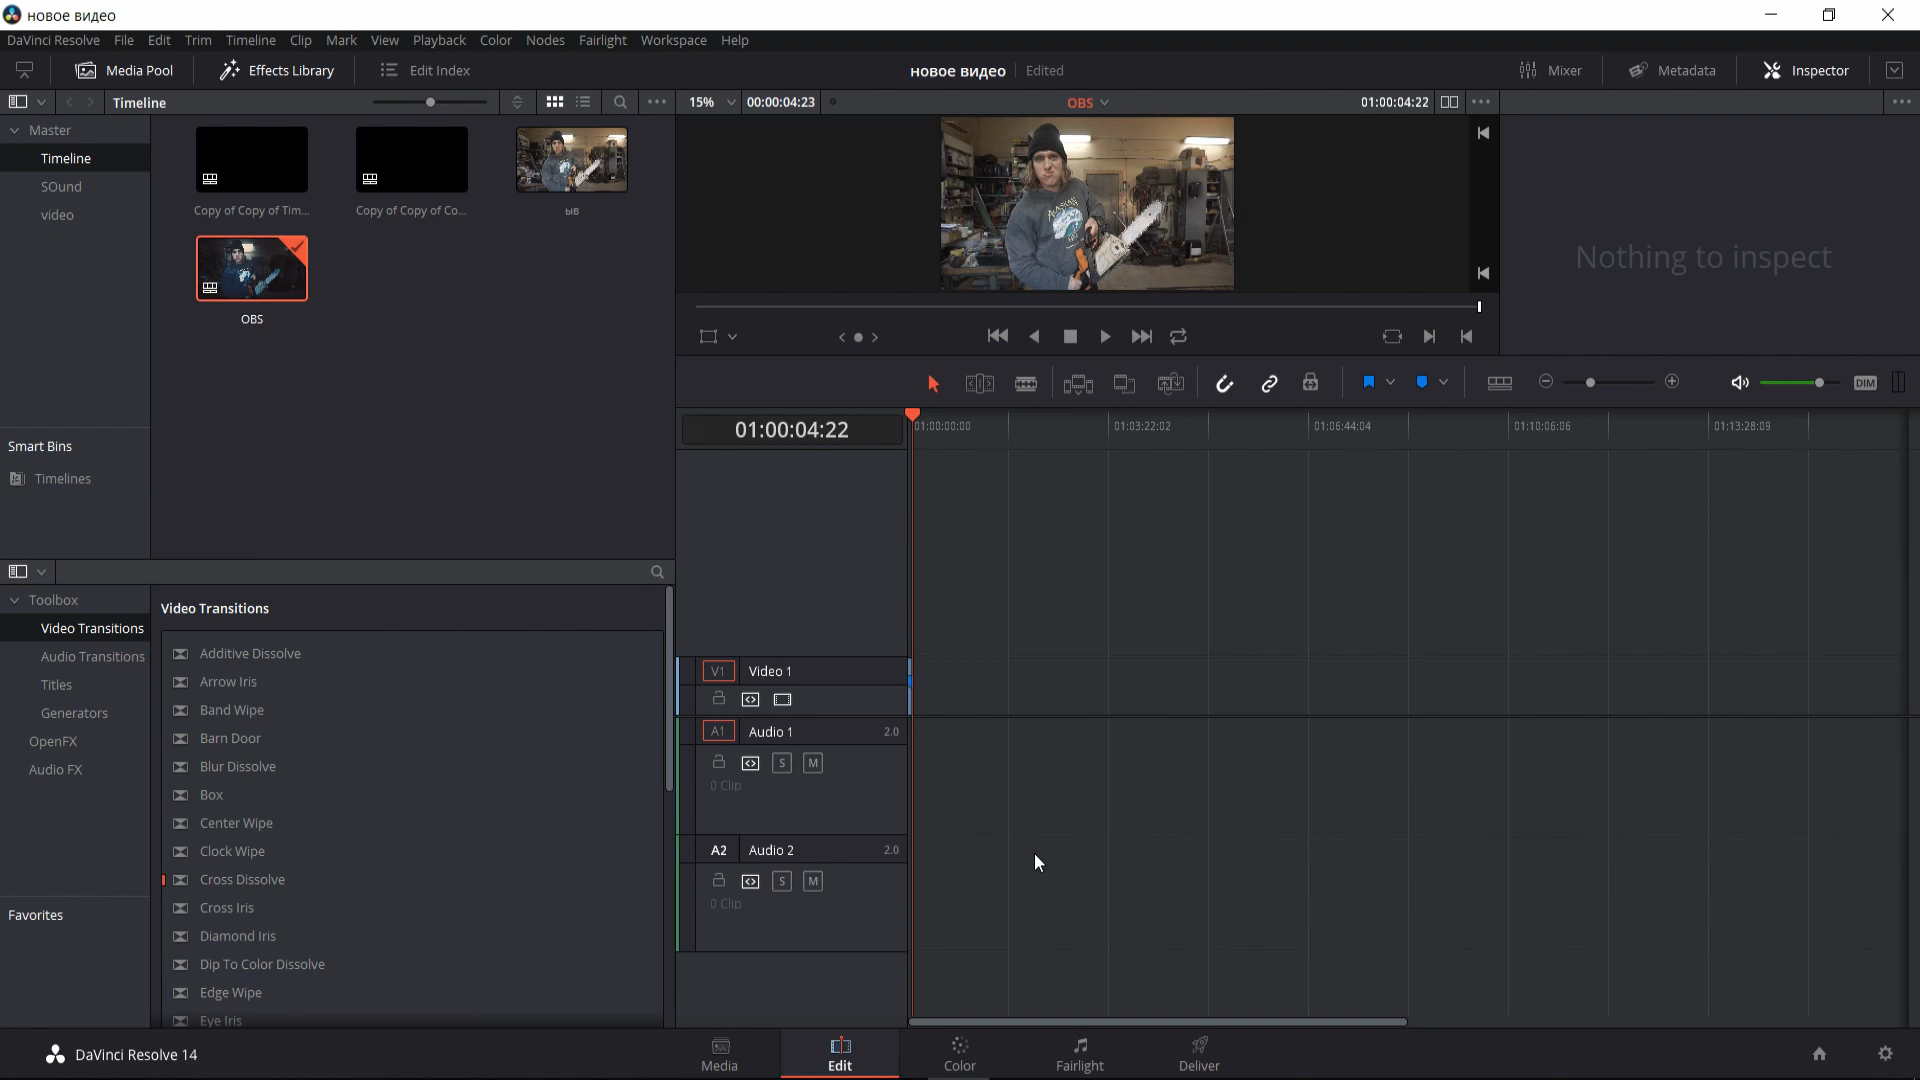 новое видео
DaVinci Resolve File Edit Trim Timeline Clip Mark View Playback Color Nodes Fairlight Workspace Help
Media Pool Effects Library Edit Index новое видео Edited Mixer Metadata Inspector
Timeline 15% 00:00:04:23 OBS 01:00:04:22
Master
Timeline
SOund
video
Copy of Copy of Tim... Copy of Copy of Co... ыв
OBS
Nothing to inspect
DIM
01:00:04:22 01:00:00:00 01:03:22:02 01:06:44:04 01:10:06:06 01:13:28:09
Smart Bins
Timelines
Toolbox
Video Transitions
Audio Transitions
Titles
Generators
OpenFX
Audio FX
Favorites
Video Transitions
Additive Dissolve
Arrow Iris
Band Wipe
Barn Door
Blur Dissolve
Box
Center Wipe
Clock Wipe
Cross Dissolve
Cross Iris
Diamond Iris
Dip To Color Dissolve
Edge Wipe
Eye Iris
V1 Video 1
A1 Audio 1 2.0
S M
0 Clip
A2 Audio 2 2.0
S M
0 Clip
DaVinci Resolve 14 Media Edit Color Fairlight Deliver